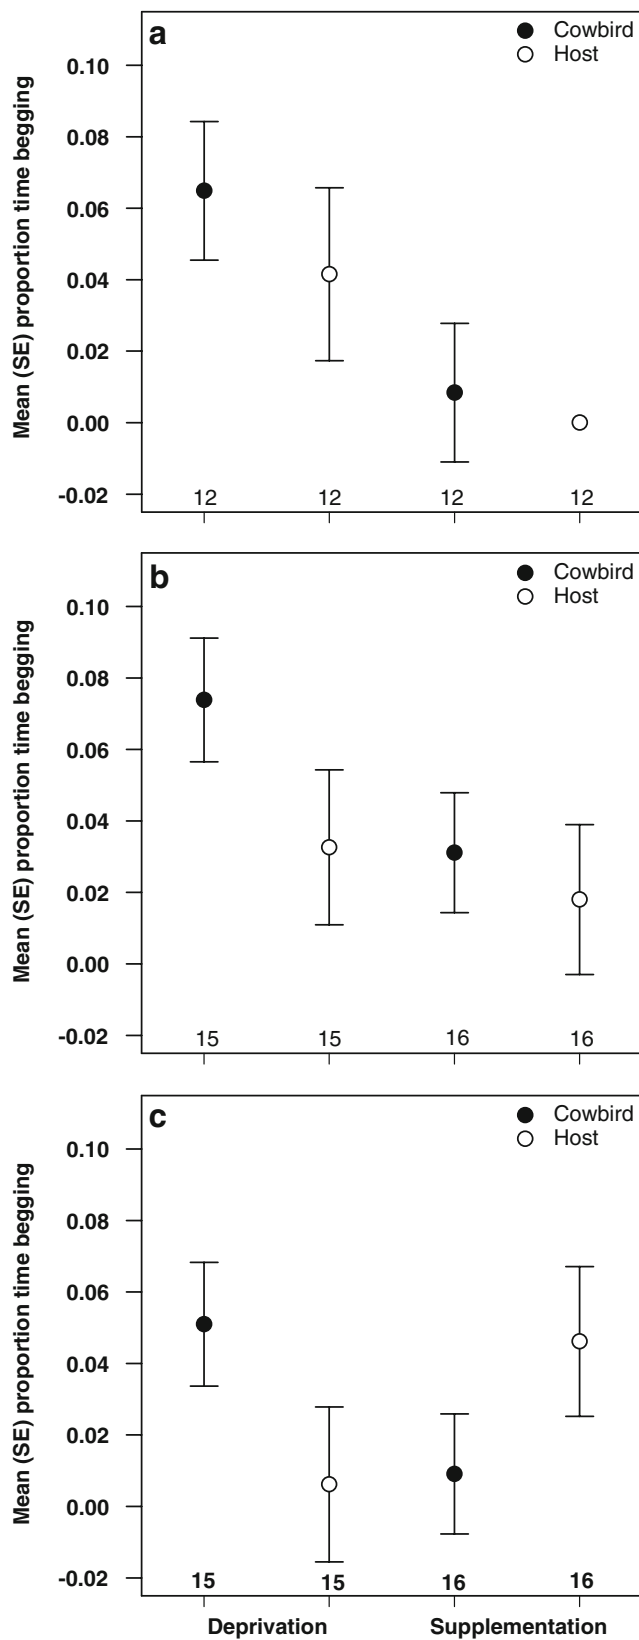 a
Cowbird
Host
Mean (SE) proportion time begging
0.10
0.08
0.06
0.04
0.02
0.00
-0.02
12 12 12 12
b
Cowbird
Host
Mean (SE) proportion time begging
0.10
0.08
0.06
0.04
0.02
0.00
-0.02
15 15 16 16
c
Cowbird
Host
Mean (SE) proportion time begging
0.10
0.08
0.06
0.04
0.02
0.00
-0.02
15 15 16 16
Deprivation Supplementation